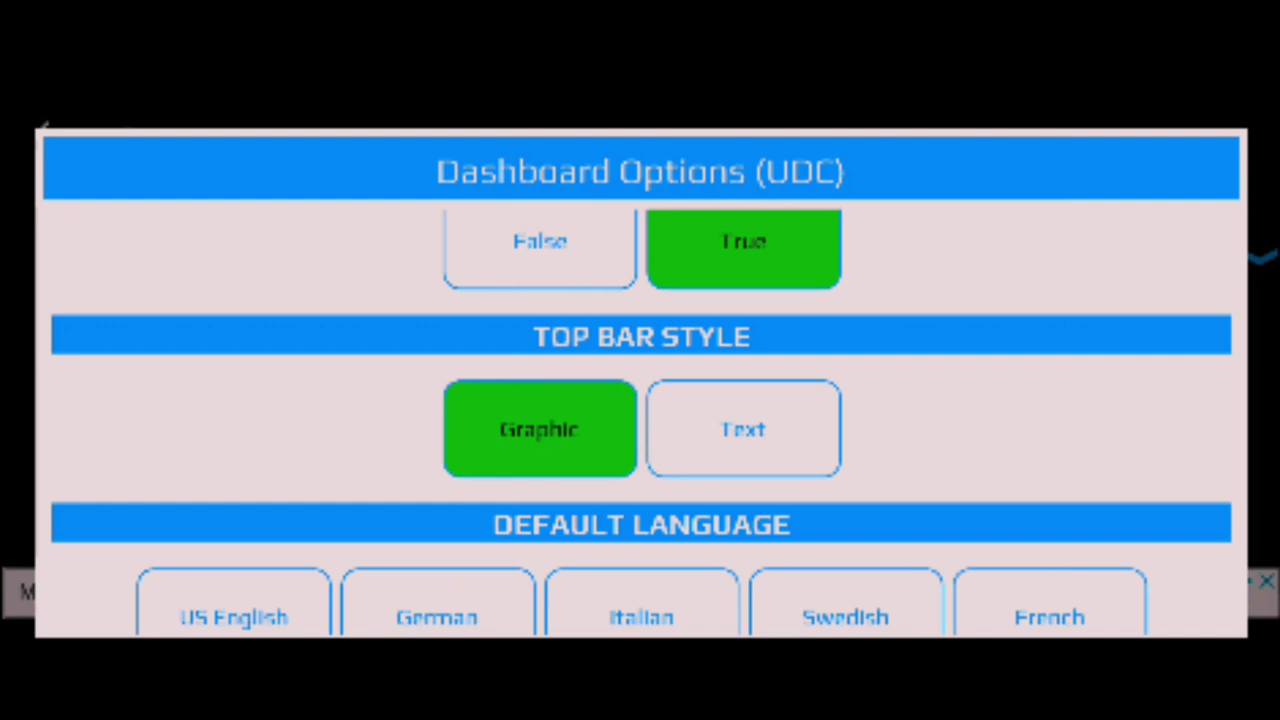 Dashboard Options (UDC)
False True
TOP BAR STYLE
Graphic Text
DEFAULT LANGUAGE
US English German Italian Swedish French
M